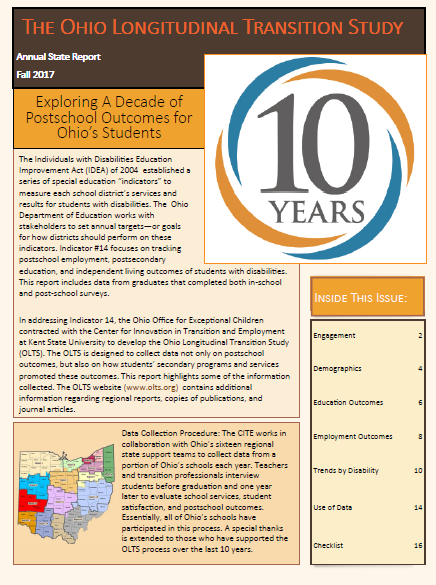 THE OHIO LONGITUDINAL TRANSITION STUDY
Annual State Report
Fall 2017
Exploring A Decade of
Postschool Outcomes for
Ohio's Students
10
YEARS
The Individuals with Disabilities Education
Improvement Act (IDEA) of 2004 established a
series of special education "indicators" to
measure each school district's services and
results for students with disabilities. The Ohio
Department of Education works with
stakeholders to set annual targets—or goals
for how districts should perform on these
indicators. Indicator #14 focuses on tracking
postschool employment, postsecondary
education, and independent living outcomes of students with disabilities.
This report includes data from graduates that completed both in-school
and post-school surveys.
In addressing Indicator 14, the Ohio Office for Exceptional Children
contracted with the Center for Innovation in Transition and Employment
at Kent State University to develop the Ohio Longitudinal Transition Study
(OLTS). The OLTS is designed to collect data not only on postschool
outcomes, but also on how students' secondary programs and services
promoted these outcomes. This report highlights some of the information
collected. The OLTS website (www.olts.org) contains additional
information regarding regional reports, copies of publications, and
journal articles.
INSIDE THIS ISSUE:
Engagement 2
Demographics 4
Education Outcomes 6
Employment Outcomes 8
Trends by Disability 10
Use of Data 14
Checklist 16
Data Collection Procedure: The CITE works in
collaboration with Ohio's sixteen regional
state support teams to collect data from a
portion of Ohio's schools each year. Teachers
and transition professionals interview
students before graduation and one year
later to evaluate school services, student
satisfaction, and postschool outcomes.
Essentially, all of Ohio's schools have
participated in this process. A special thanks
is extended to those who have supported the
OLTS process over the last 10 years.